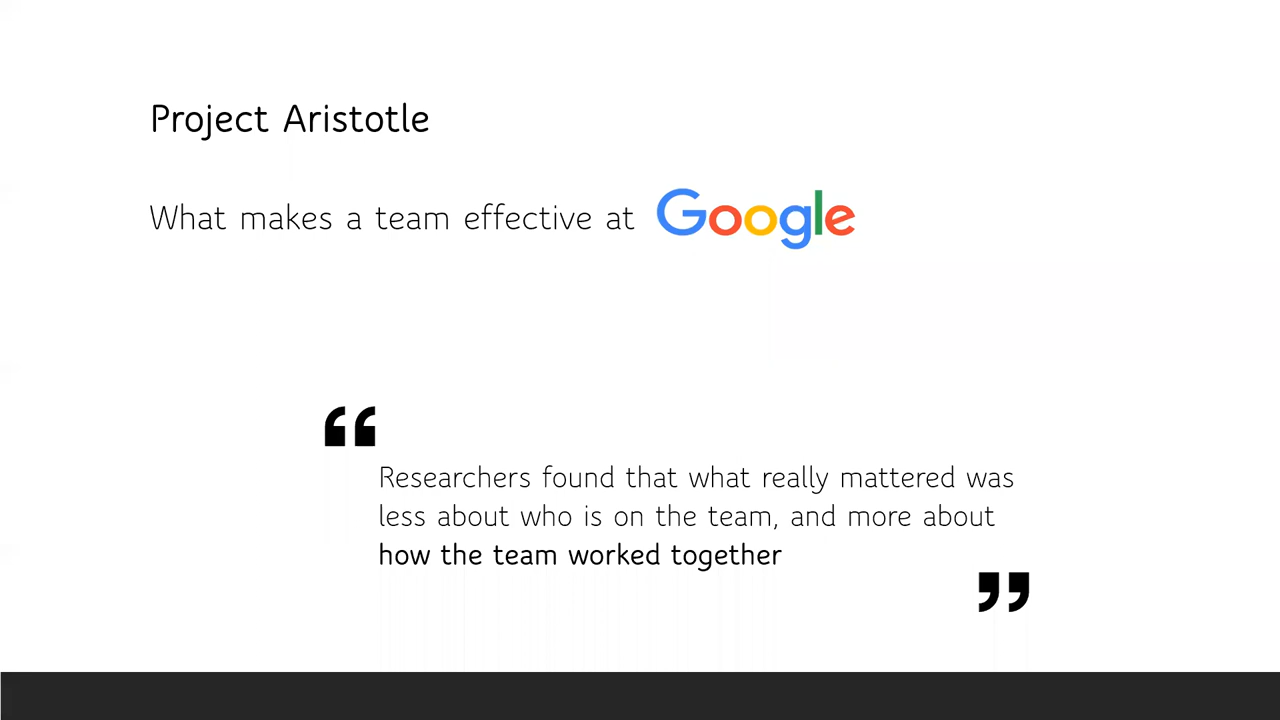 Project Aristotle
What makes a team effective at Google
“
Researchers found that what really mattered was
less about who is on the team, and more about
how the team worked together
”